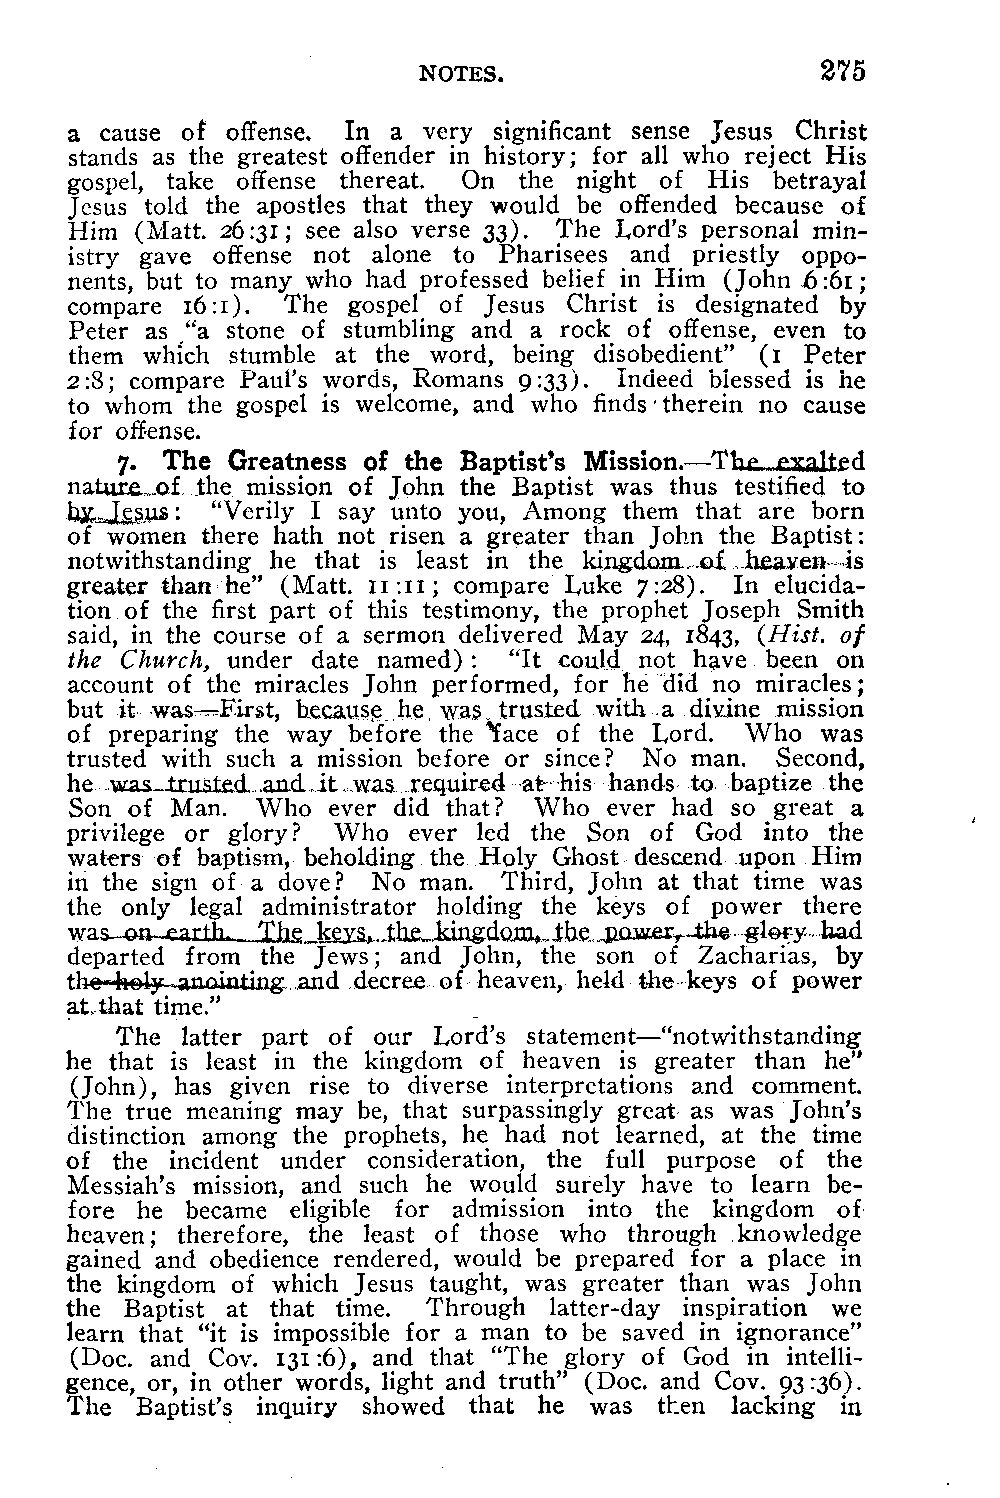 NOTES. 275
a cause of offense. In a very significant sense Jesus Christ
stands as the greatest offender in history; for all who reject His
gospel, take offense thereat. On the night of His betrayal
Jesus told the apostles that they would be offended because of
Him (Matt. 26:31; see also verse 33). The Lord's personal min-
istry gave offense not alone to Pharisees and priestly oppo-
nents, but to many who had professed belief in Him (John 6:61;
compare 16:1). The gospel of Jesus Christ is designated by
Peter as "a stone of stumbling and a rock of offense, even to
them which stumble at the word, being disobedient" (1 Peter
2:8; compare Paul's words, Romans 9:33). Indeed blessed is he
to whom the gospel is welcome, and who finds therein no cause
for offense.
7. The Greatness of the Baptist's Mission.—The exalted
nature of the mission of John the Baptist was thus testified to
by Jesus: "Verily I say unto you, Among them that are born
of women there hath not risen a greater than John the Baptist:
notwithstanding he that is least in the kingdom of heaven is
greater than he" (Matt. 11:11; compare Luke 7:28). In elucida-
tion of the first part of this testimony, the prophet Joseph Smith
said, in the course of a sermon delivered May 24, 1843, (Hist. of
the Church, under date named): "It could not have been on
account of the miracles John performed, for he did no miracles;
but it was—First, because he was trusted with a divine mission
of preparing the way before the face of the Lord. Who was
trusted with such a mission before or since? No man. Second,
he was trusted and it was required at his hands to baptize the
Son of Man. Who ever did that? Who ever had so great a
privilege or glory? Who ever led the Son of God into the
waters of baptism, beholding the Holy Ghost descend upon Him
in the sign of a dove? No man. Third, John at that time was
the only legal administrator holding the keys of power there
was on earth. The keys, the kingdom, the power, the glory had
departed from the Jews; and John, the son of Zacharias, by
the holy anointing and decree of heaven, held the keys of power
at that time."
The latter part of our Lord's statement—"notwithstanding
he that is least in the kingdom of heaven is greater than he"
(John), has given rise to diverse interpretations and comment.
The true meaning may be, that surpassingly great as was John's
distinction among the prophets, he had not learned, at the time
of the incident under consideration, the full purpose of the
Messiah's mission, and such he would surely have to learn be-
fore he became eligible for admission into the kingdom of
heaven; therefore, the least of those who through knowledge
gained and obedience rendered, would be prepared for a place in
the kingdom of which Jesus taught, was greater than was John
the Baptist at that time. Through latter-day inspiration we
learn that "it is impossible for a man to be saved in ignorance"
(Doc. and Cov. 131:6), and that "The glory of God in intelli-
gence, or, in other words, light and truth" (Doc. and Cov. 93:36).
The Baptist's inquiry showed that he was then lacking in